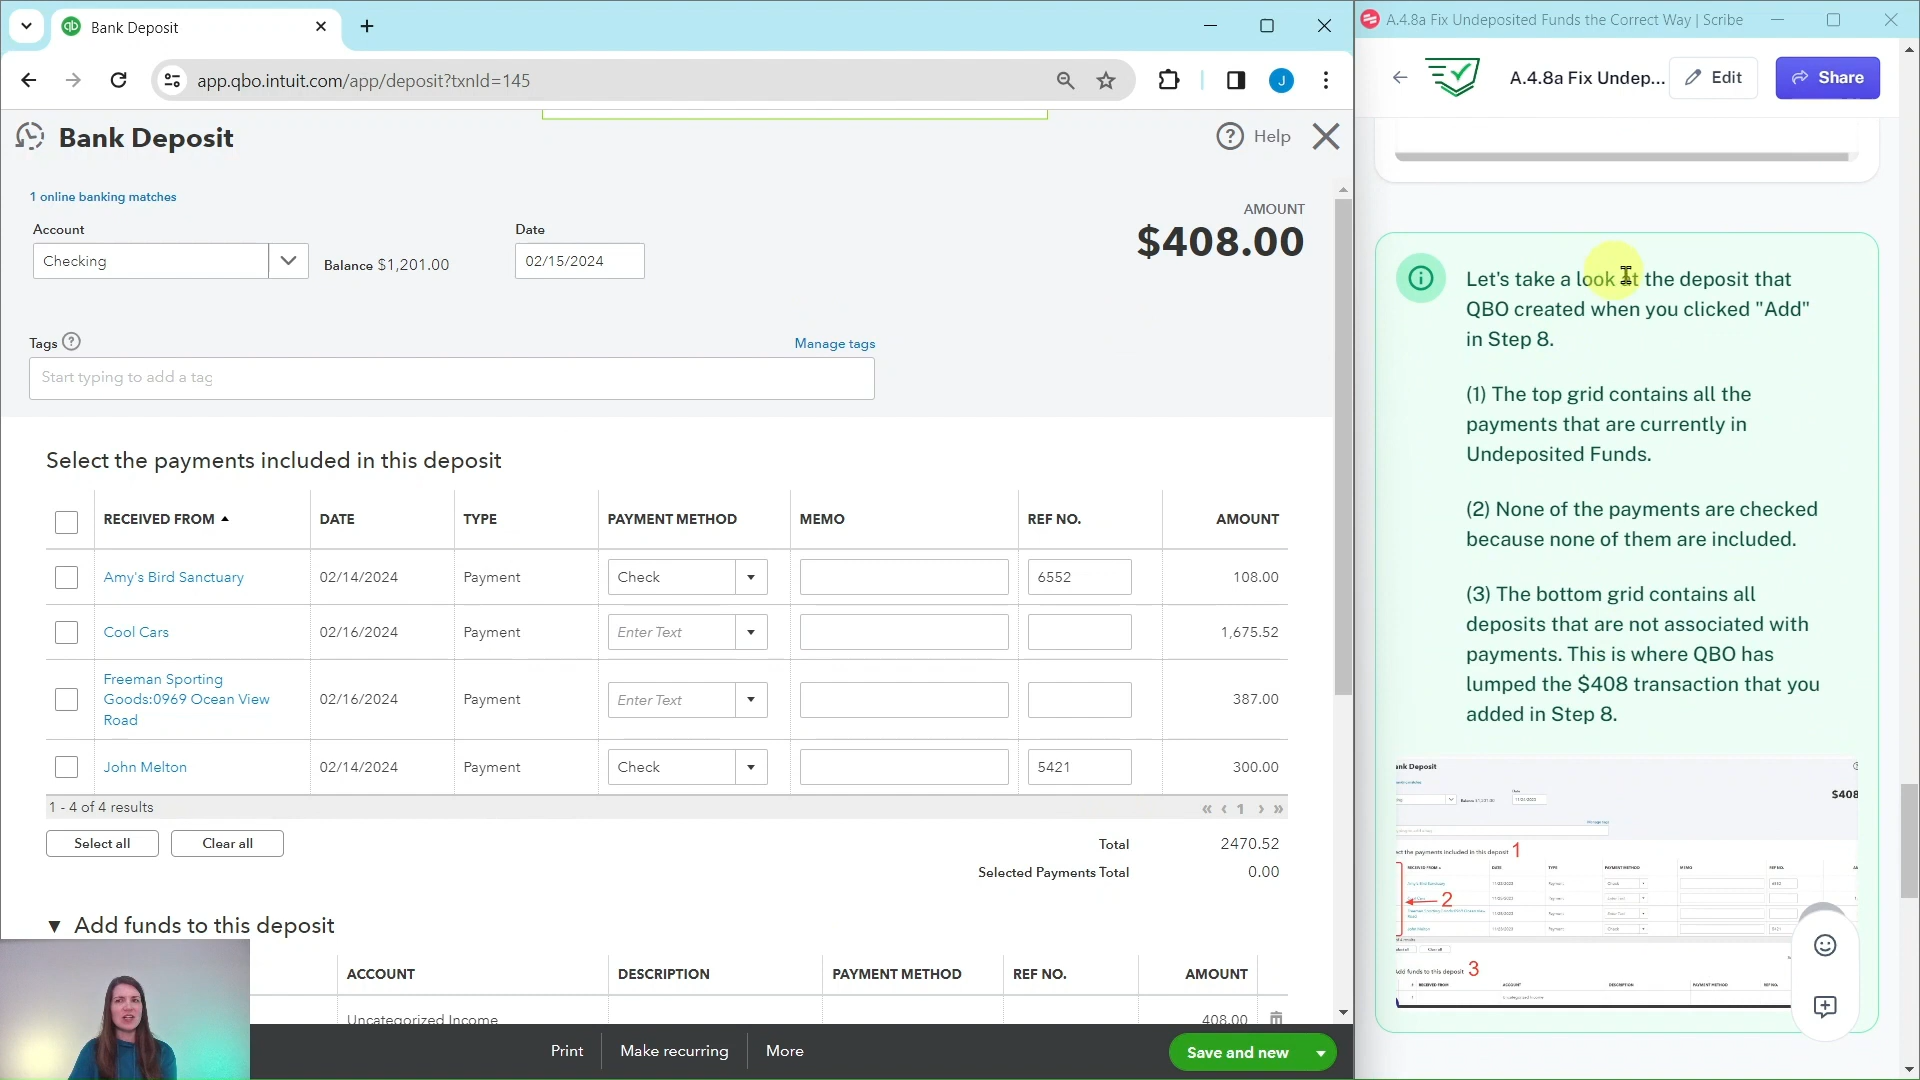 Bank Deposit
A.4.8a Fix Undeposited Funds the Correct Way | Scribe
app.qbo.intuit.com/app/deposit?txnId=145
J
A.4.8a Fix Undep...
Edit
Share
Bank Deposit
Help
1 online banking matches
Account
Checking
Balance $1,201.00
Date
02/15/2024
AMOUNT
$408.00
Tags
Manage tags
Start typing to add a tag
Select the payments included in this deposit
RECEIVED FROM DATE TYPE PAYMENT METHOD MEMO REF NO. AMOUNT
Amy's Bird Sanctuary 02/14/2024 Payment Check 6552 108.00
Cool Cars 02/16/2024 Payment Enter Text 1,675.52
Freeman Sporting
Goods:0969 Ocean View
Road
02/16/2024 Payment Enter Text 387.00
John Melton 02/14/2024 Payment Check 5421 300.00
1 - 4 of 4 results
« ‹ 1 › »
Select all
Clear all
Total 2470.52
Selected Payments Total 0.00
Add funds to this deposit
ACCOUNT DESCRIPTION PAYMENT METHOD REF NO. AMOUNT
Uncategorized Income 408.00
Print
Make recurring
More
Save and new
Let's take a look at the deposit that
QBO created when you clicked "Add"
in Step 8.
(1) The top grid contains all the
payments that are currently in
Undeposited Funds.
(2) None of the payments are checked
because none of them are included.
(3) The bottom grid contains all
deposits that are not associated with
payments. This is where QBO has
lumped the $408 transaction that you
added in Step 8.
ank Deposit
$408
1
2
3